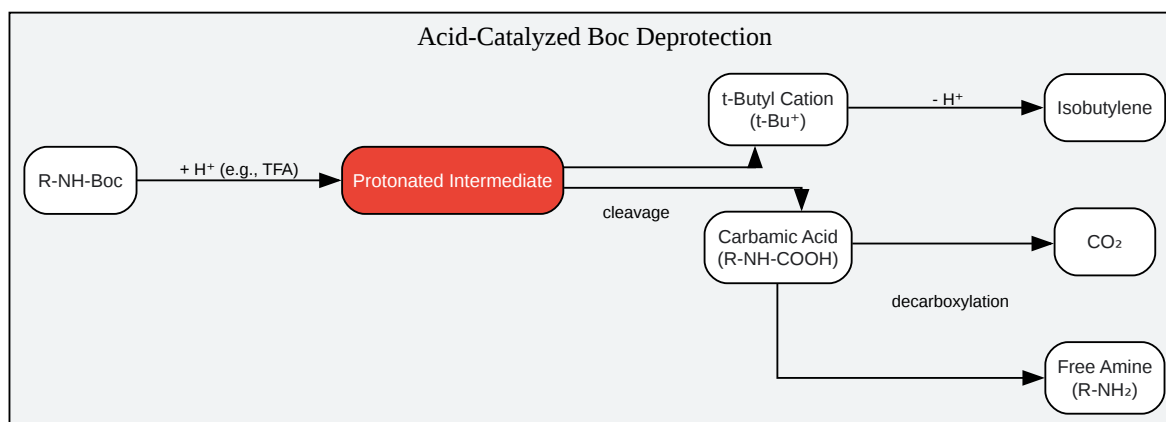 Acid-Catalyzed Boc Deprotection
t-Butyl Cation
(t-Bu⁺)
- H⁺
Isobutylene
R-NH-Boc
+ H⁺ (e.g., TFA)
Protonated Intermediate
cleavage
Carbamic Acid
(R-NH-COOH)
CO₂
decarboxylation
Free Amine
(R-NH₂)